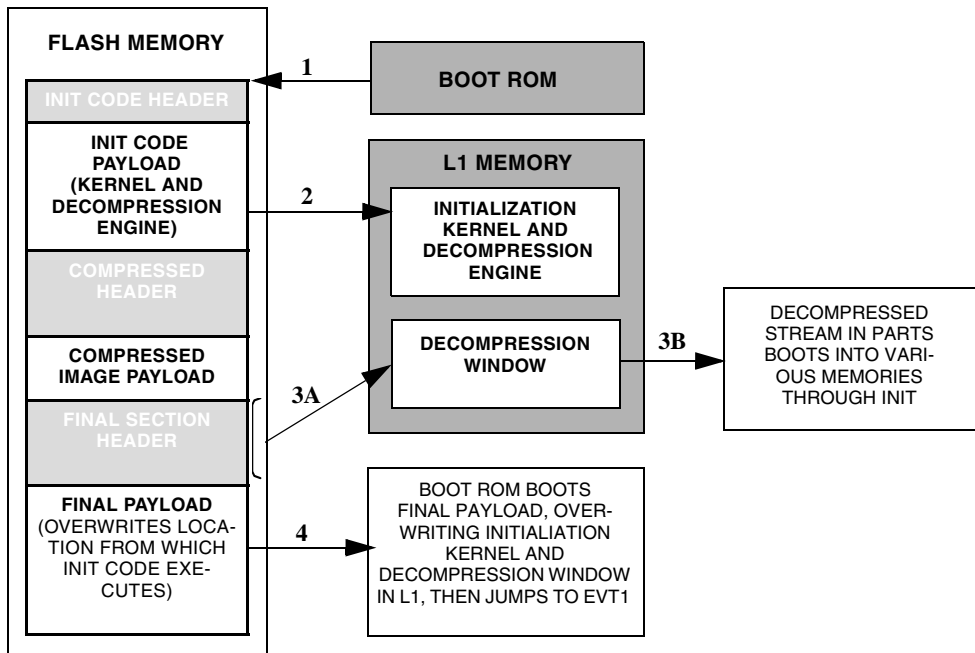 FLASH MEMORY
INIT CODE HEADER
INIT CODE
PAYLOAD
(KERNEL AND
DECOMPRESSION
ENGINE)
COMPRESSED
HEADER
COMPRESSED
IMAGE PAYLOAD
FINAL SECTION
HEADER
FINAL PAYLOAD
(OVERWRITES LOCA-
TION FROM WHICH
INIT CODE EXE-
CUTES)
1
BOOT ROM
L1 MEMORY
2
INITIALIZATION
KERNEL AND
DECOMPRESSION
ENGINE
3A
DECOMPRESSION
WINDOW
3B
DECOMPRESSED
STREAM IN PARTS
BOOTS INTO VARI-
OUS MEMORIES
THROUGH INIT
4
BOOT ROM BOOTS
FINAL PAYLOAD, OVER-
WRITING INITIALIATION
KERNEL AND
DECOMPRESSION WINDOW
IN L1, THEN JUMPS TO EVT1